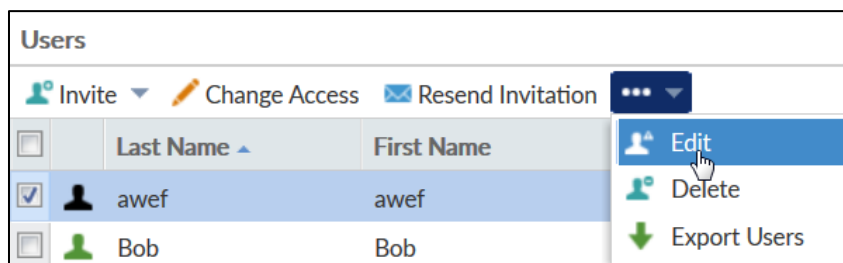 Users
Invite Change Access Resend Invitation •••
Last Name First Name
Edit
awef awef
Delete
Bob Bob
Export Users